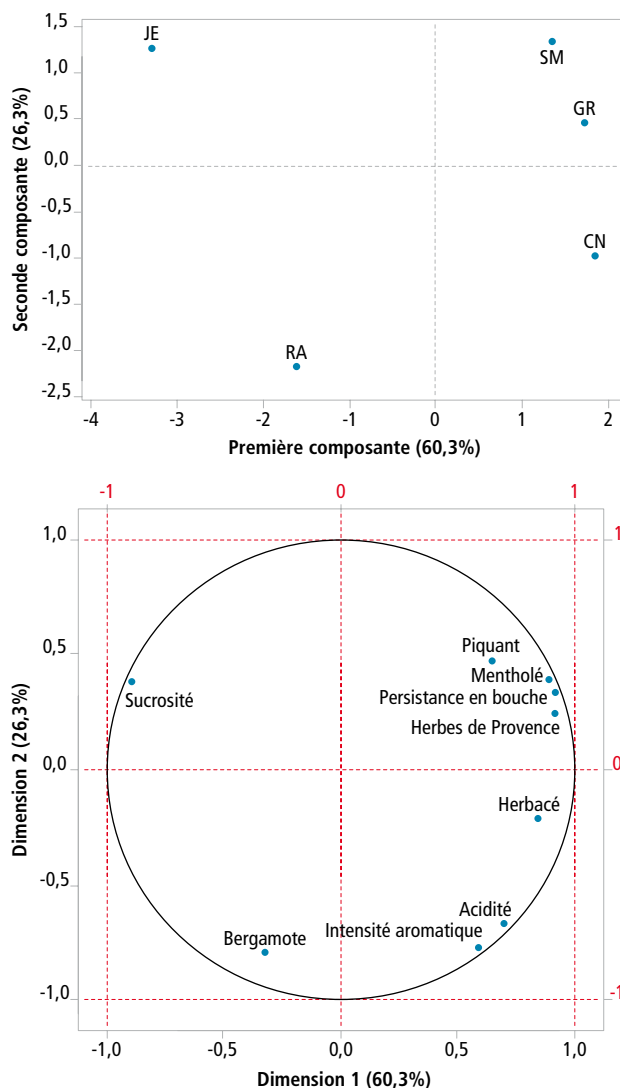 1,5
1,0
0,5
0,0
-0,5
-1,0
-1,5
-2,0
-2,5
Seconde composante (26,3%)
JE
SM
GR
CN
RA
-4
-3
-2
-1
0
1
2
Première composante (60,3%)
-1
0
1
1,0
0,5
0,0
-0,5
-1,0
Dimension 2 (26,3%)
1
0
-1
Piquant
Mentholé
Persistance en bouche
Herbes de Provence
Sucrosité
Herbacé
Acidité
Intensité aromatique
Bergamote
-1,0
-0,5
0,0
0,5
1,0
Dimension 1 (60,3%)